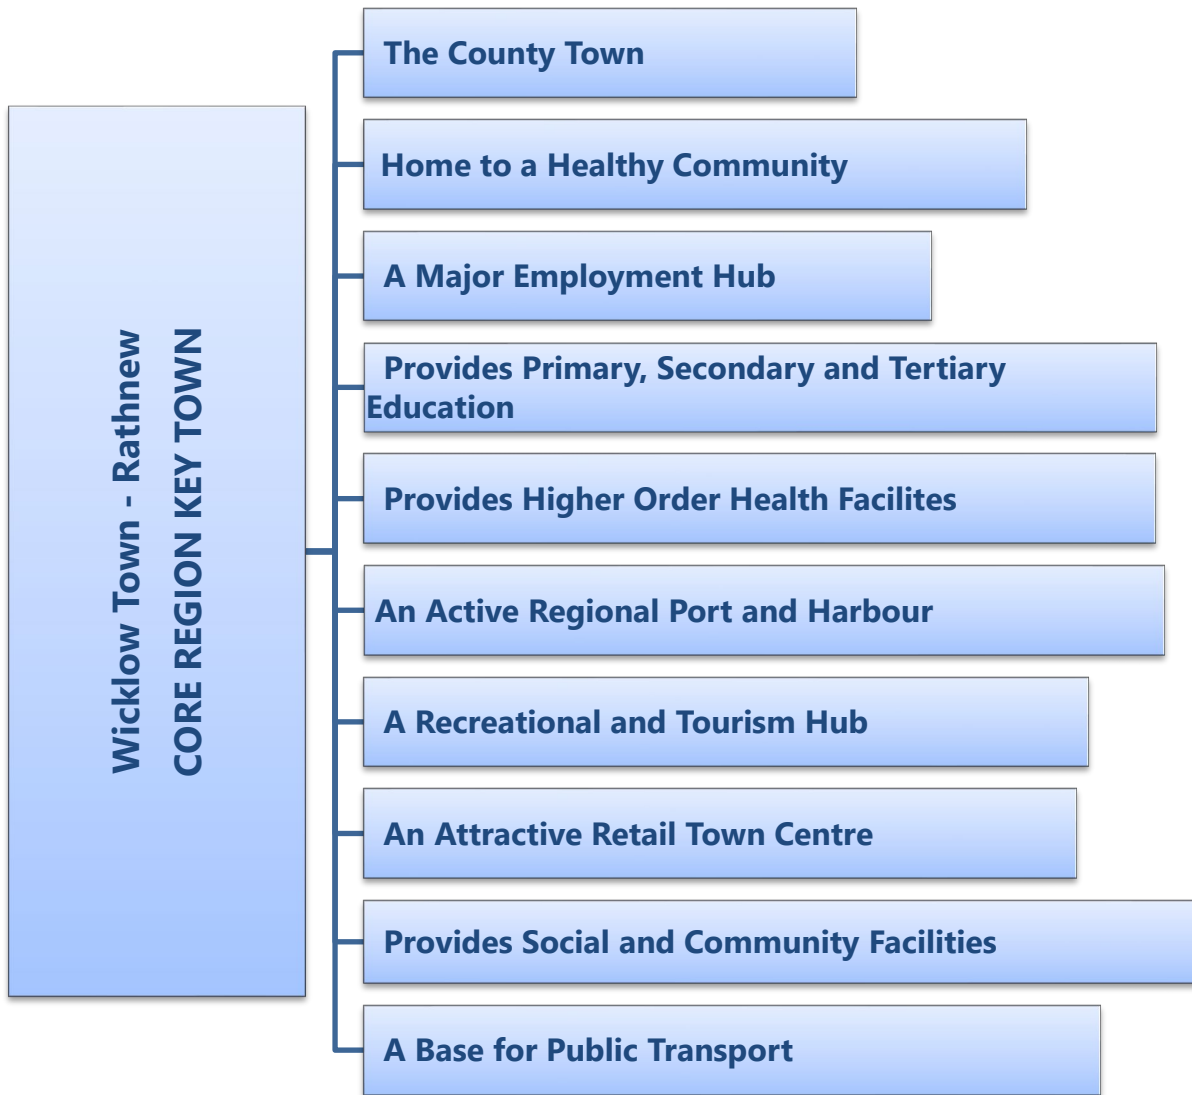 Wicklow Town - Rathnew
CORE REGION KEY TOWN
The County Town
Home to a Healthy Community
A Major Employment Hub
Provides Primary, Secondary and Tertiary
Education
Provides Higher Order Health Facilites
An Active Regional Port and Harbour
A Recreational and Tourism Hub
An Attractive Retail Town Centre
Provides Social and Community Facilities
A Base for Public Transport